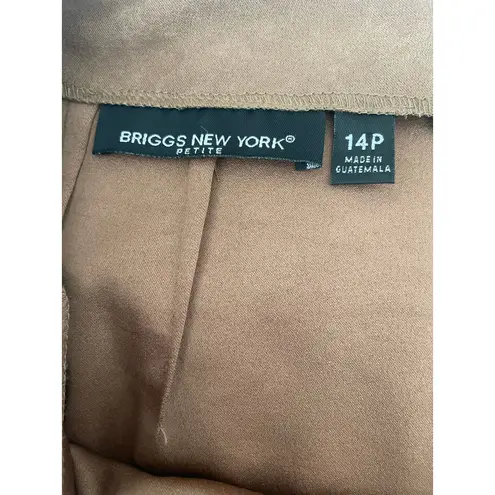 BRIGGS NEW YORK®
PETITE
14P
MADE IN
GUATEMALA